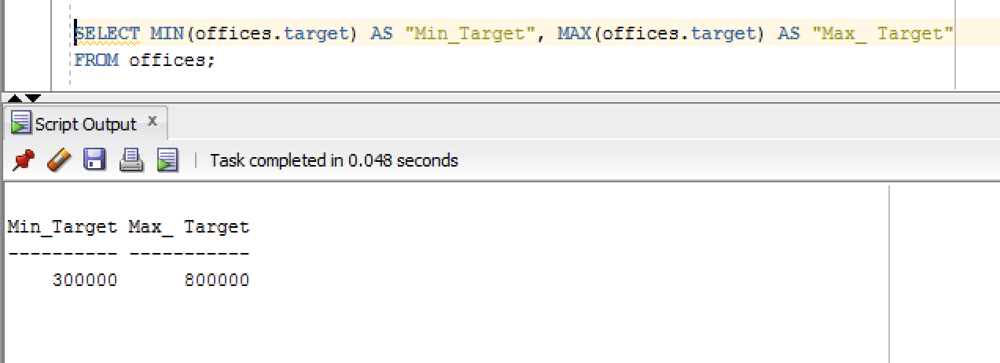 SELECT MIN(offices.target) AS "Min_Target", MAX(offices.target) AS "Max_ Target"
FROM offices;
Script Output x
Task completed in 0.048 seconds
Min_Target Max_ Target
---------- -----------
300000 800000